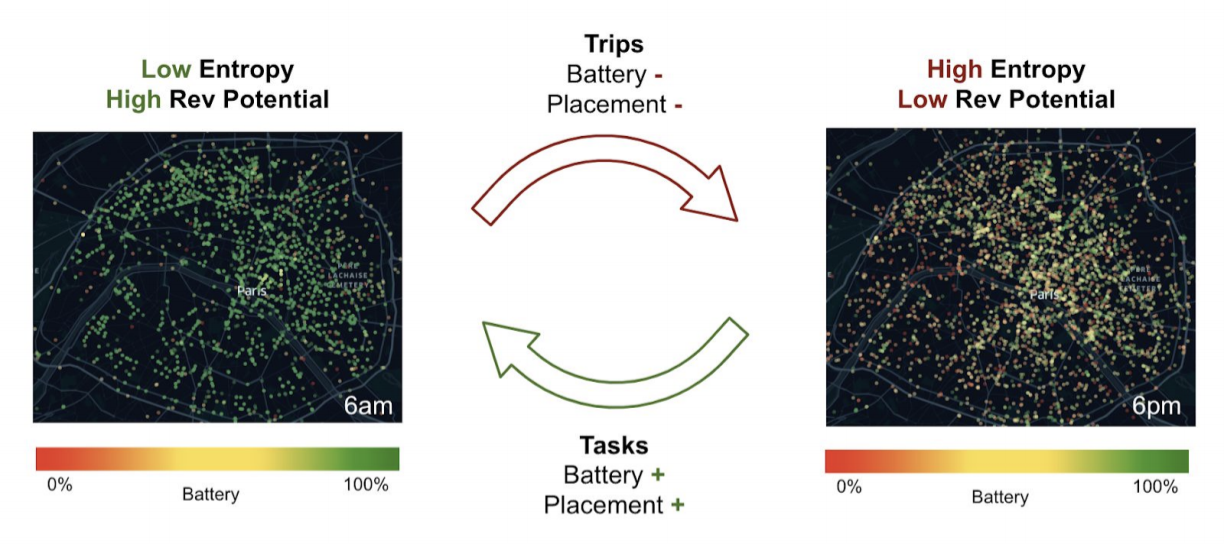 Low Entropy
High Rev Potential
PÈRE
LACHAISE
CEMETERY
Paris
6am
0%
Battery
100%
Trips
Battery -
Placement -
Tasks
Battery +
Placement +
High Entropy
Low Rev Potential
PÈRE
LACHAISE
CEMETERY
Paris
6pm
0%
Battery
100%